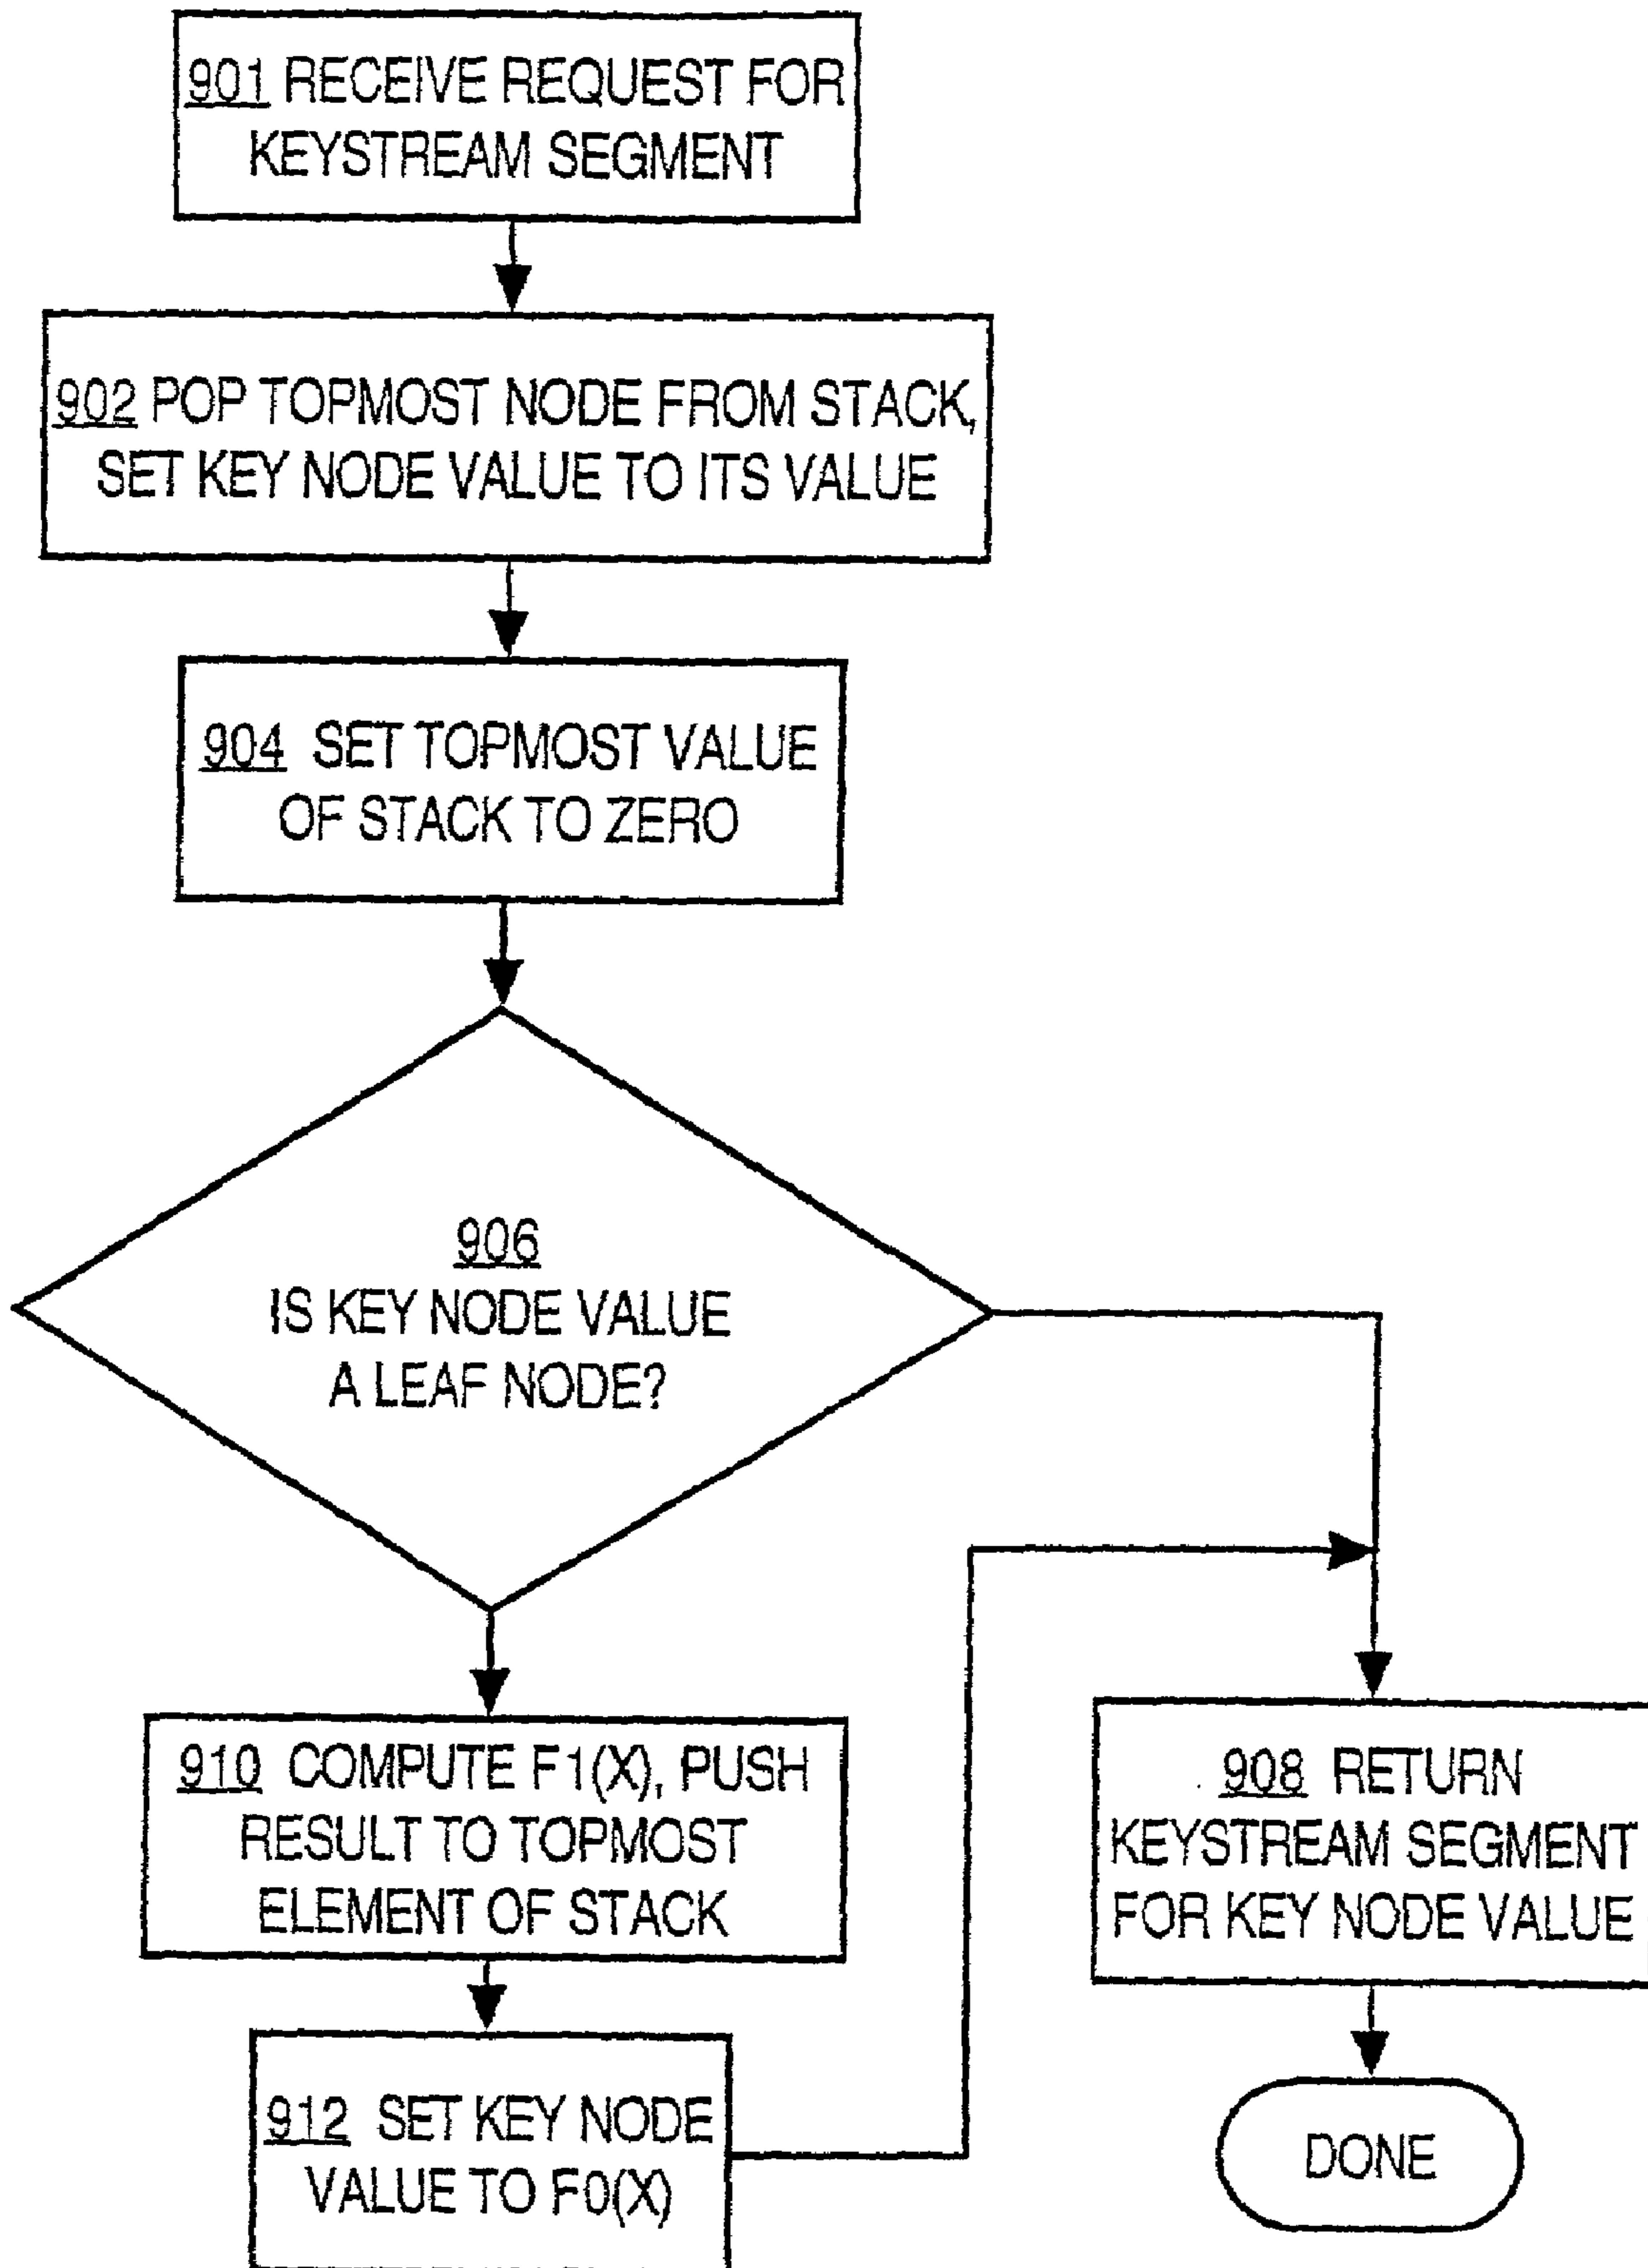 901 RECEIVE REQUEST FOR
KEYSTREAM SEGMENT
902 POP TOPMOST NODE FROM STACK,
SET KEY NODE VALUE TO ITS VALUE
904 SET TOPMOST VALUE
OF STACK TO ZERO
906
IS KEY NODE VALUE
A LEAF NODE?
910 COMPUTE F1(X), PUSH
RESULT TO TOPMOST
ELEMENT OF STACK
912 SET KEY NODE
VALUE TO F0(X)
908 RETURN
KEYSTREAM SEGMENT
FOR KEY NODE VALUE
DONE